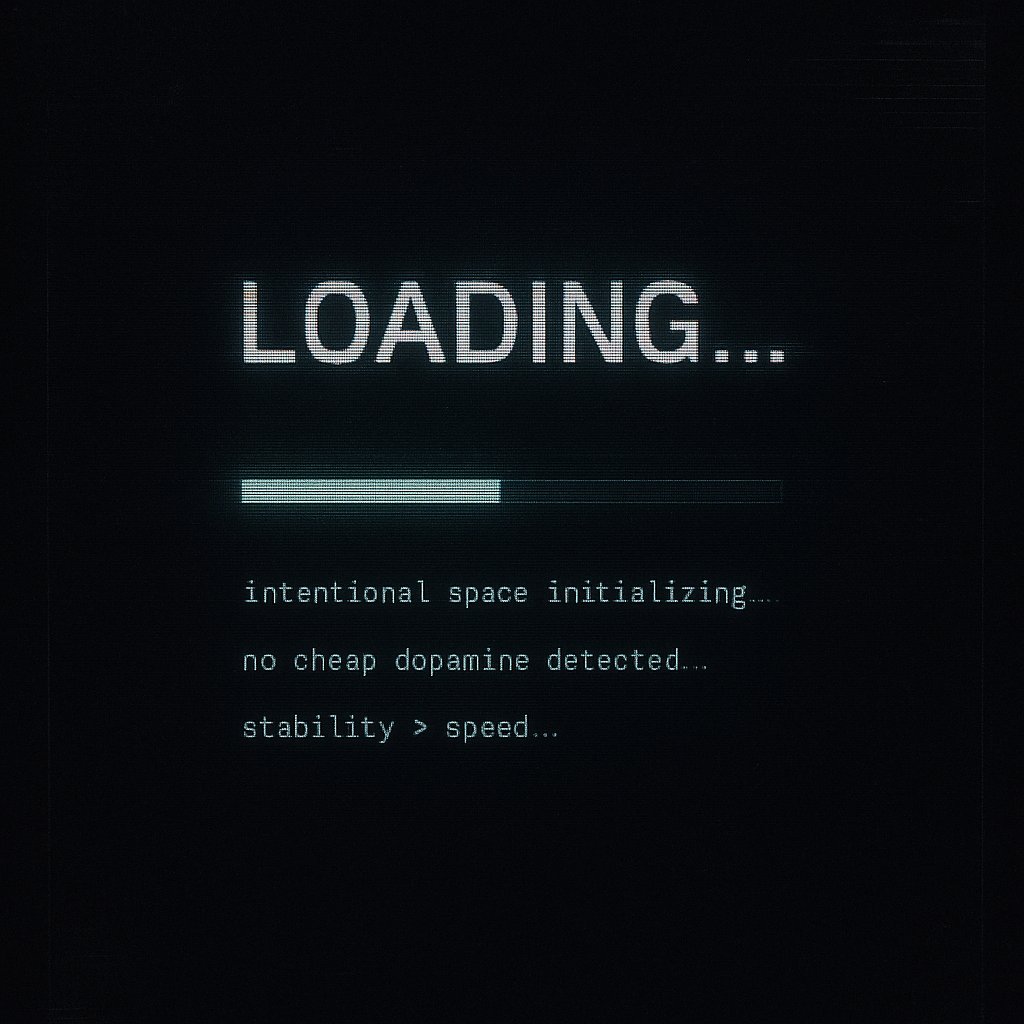 LOADING...
intentional space initializing....
no cheap dopamine detected...
stability > speed...